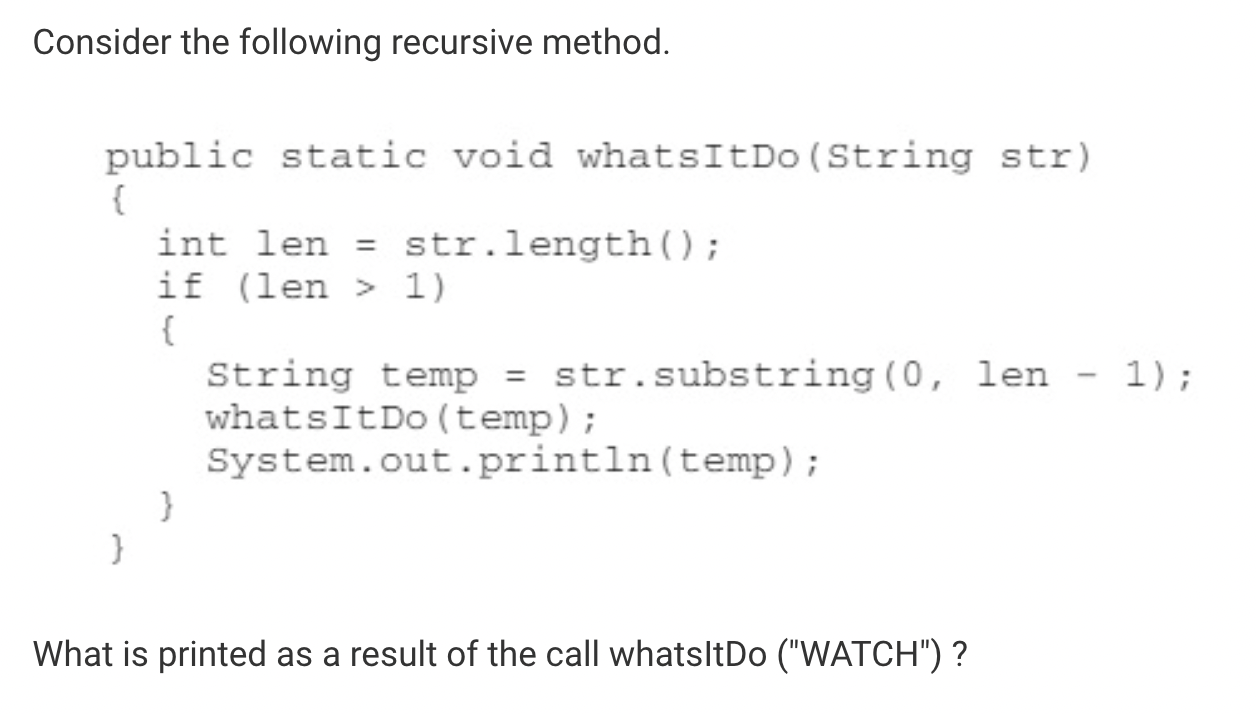 Consider the following recursive method.
public static void whatsItDo(String str)
{
int len = str.length();
if (len > 1)
{
String temp = str.substring(0, len - 1);
whatsItDo(temp);
System.out.println(temp);
}
}
What is printed as a result of the call whatsItDo ("WATCH") ?